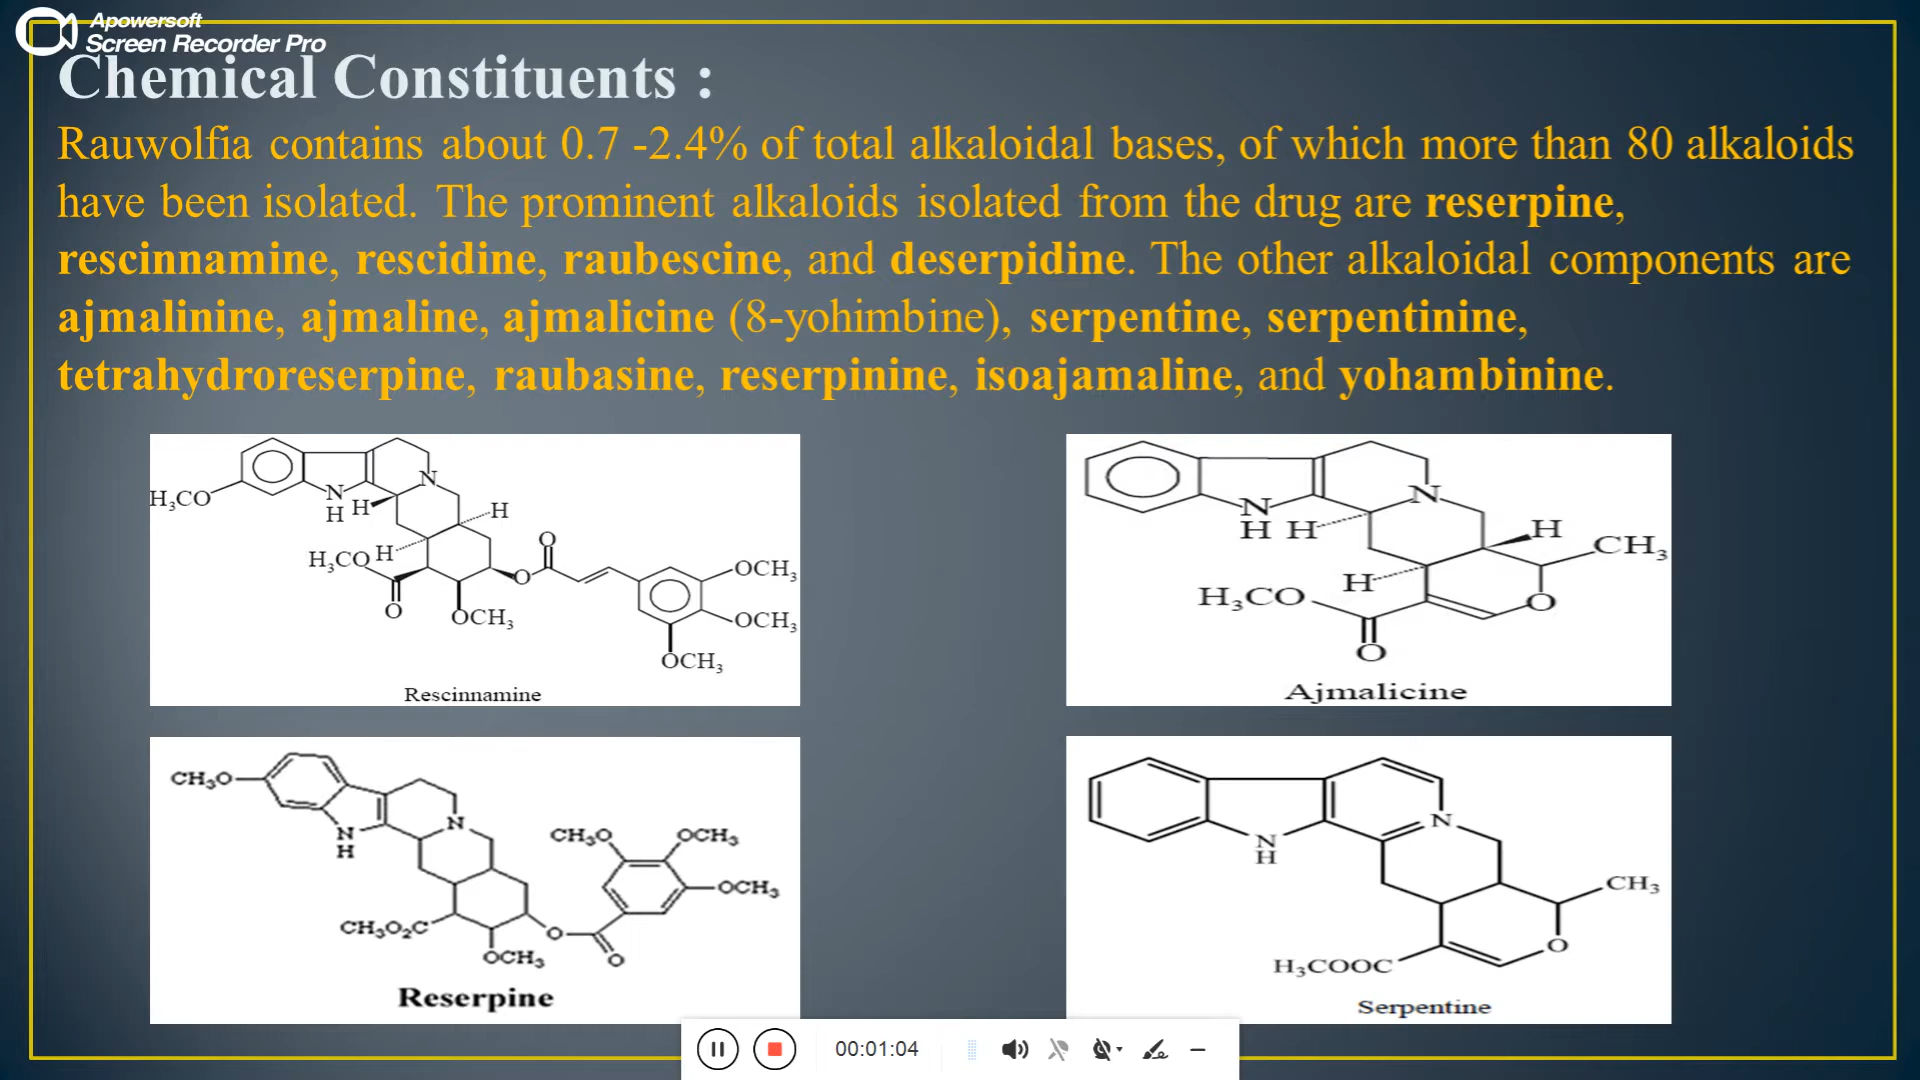 Apowersoft
Screen Recorder Pro
Chemical Constituents :
Rauwolfia contains about 0.7 -2.4% of total alkaloidal bases, of which more than 80 alkaloids
have been isolated. The prominent alkaloids isolated from the drug are reserpine,
rescinnamine, rescidine, raubescine, and deserpidine. The other alkaloidal components are
ajmalinine, ajmaline, ajmalicine (8-yohimbine), serpentine, serpentinine,
tetrahydroreserpine, raubasine, reserpinine, isoajamaline, and yohambinine.
N
H₃CO
N
H
H
H
H₃CO
H
O
O
OCH₃
O
OCH₃
OCH₃
OCH₃
Rescinnamine
N
N
H
H
H
CH₃
H
H₃CO
O
O
Ajmalicine
CH₃O
N
N
H
CH₃O
OCH₃
OCH₃
CH₃O₂C
O
OCH₃
O
Reserpine
N
N
H
CH₃
O
H₃COOC
Serpentine
00:01:04